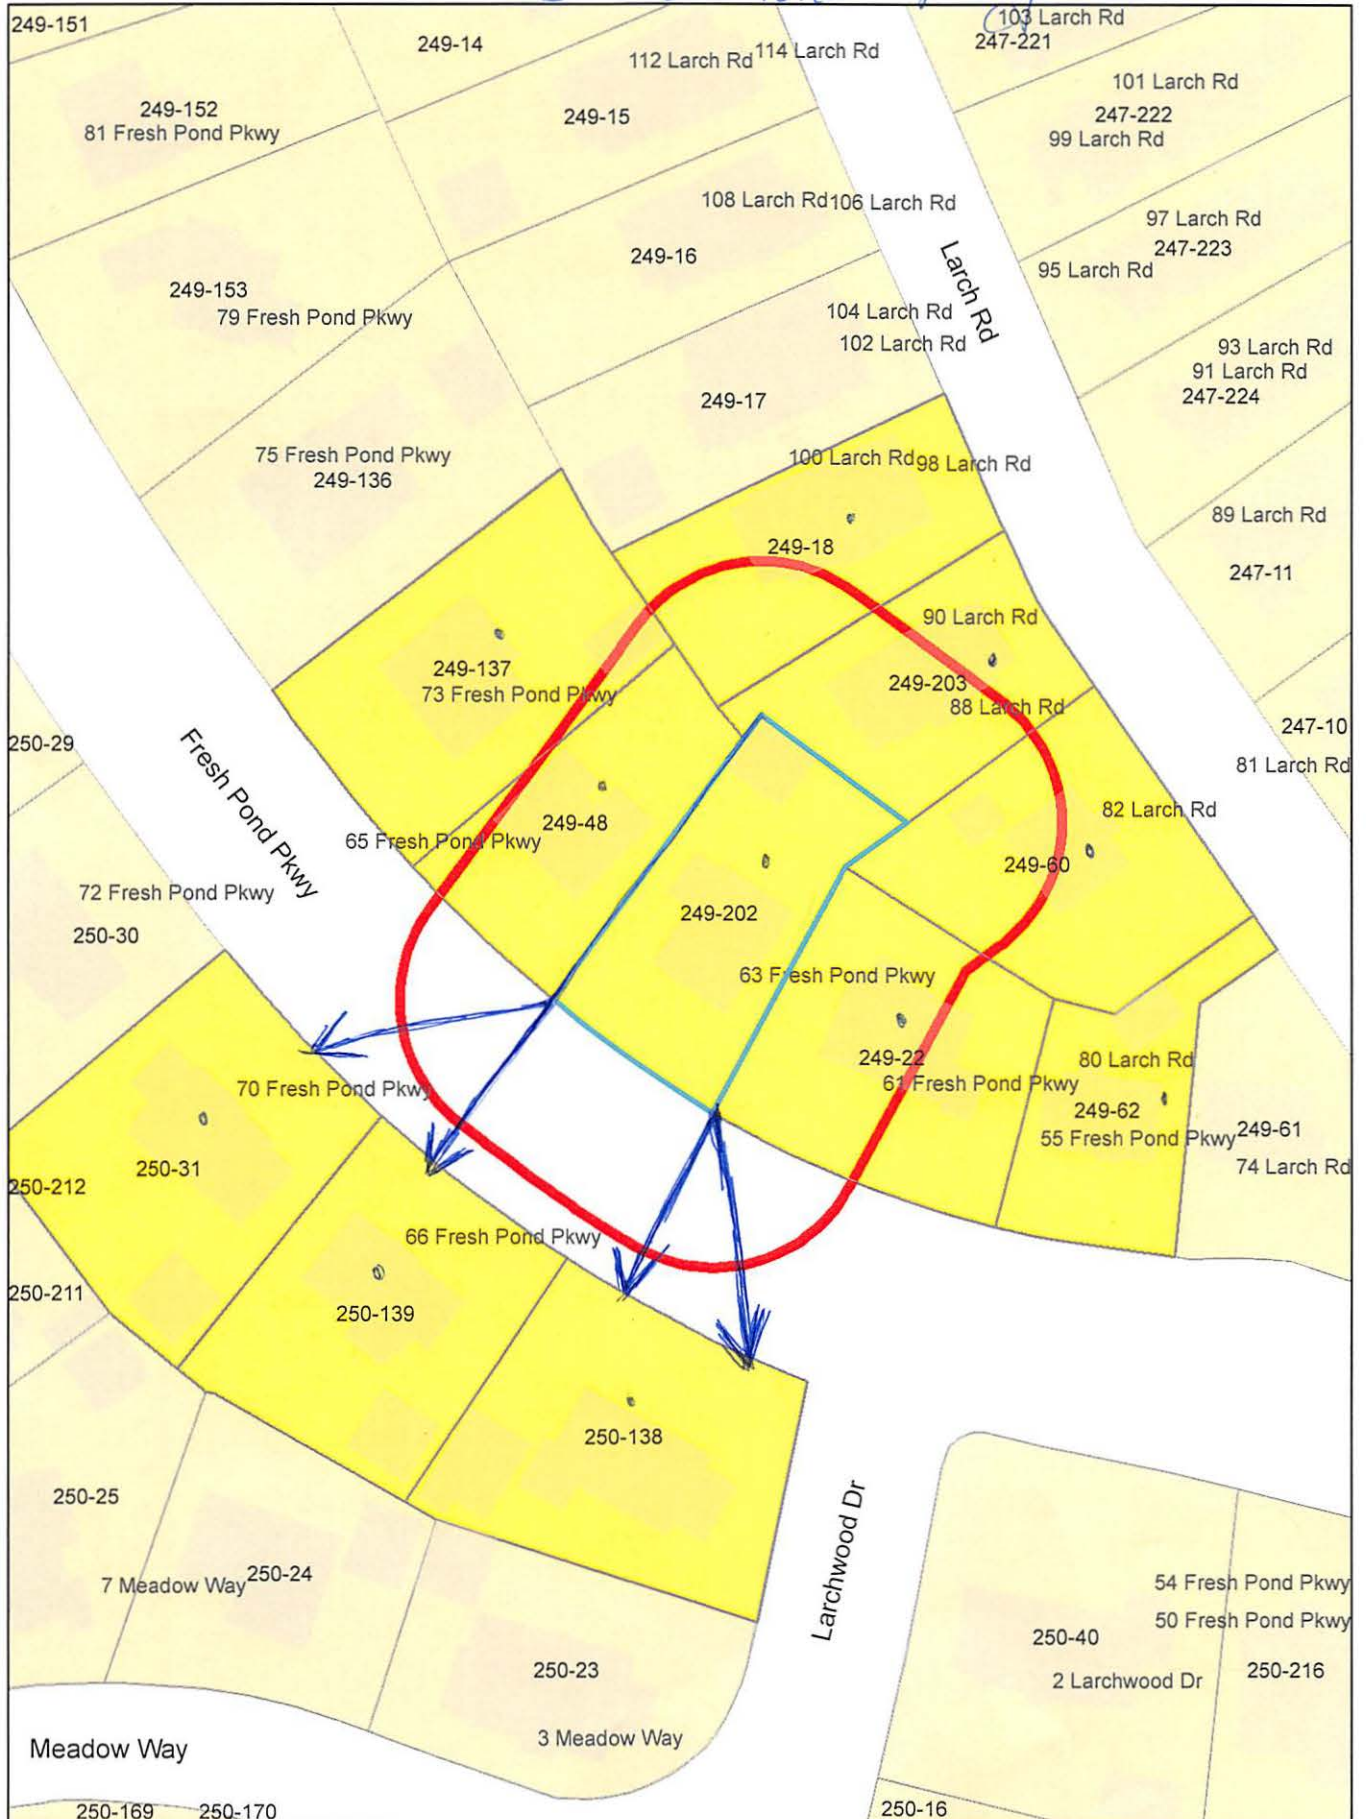 249-151
249-14
103 Larch Rd
247-221
112 Larch Rd
114 Larch Rd
101 Larch Rd
249-152
81 Fresh Pond Pkwy
249-15
247-222
99 Larch Rd
108 Larch Rd
106 Larch Rd
97 Larch Rd
247-223
249-16
95 Larch Rd
Larch Rd
249-153
79 Fresh Pond Pkwy
104 Larch Rd
102 Larch Rd
93 Larch Rd
91 Larch Rd
247-224
249-17
75 Fresh Pond Pkwy
249-136
100 Larch Rd
98 Larch Rd
89 Larch Rd
249-18
247-11
90 Larch Rd
249-137
73 Fresh Pond Pkwy
249-203
88 Larch Rd
247-10
81 Larch Rd
250-29
Fresh Pond Pkwy
249-48
65 Fresh Pond Pkwy
82 Larch Rd
249-60
72 Fresh Pond Pkwy
250-30
249-202
63 Fresh Pond Pkwy
249-22
61 Fresh Pond Pkwy
80 Larch Rd
70 Fresh Pond Pkwy
249-62
55 Fresh Pond Pkwy
249-61
74 Larch Rd
250-31
250-212
66 Fresh Pond Pkwy
250-211
250-139
250-138
250-25
Larchwood Dr
7 Meadow Way
250-24
54 Fresh Pond Pkwy
50 Fresh Pond Pkwy
250-40
250-23
2 Larchwood Dr
250-216
3 Meadow Way
Meadow Way
250-169
250-170
250-16